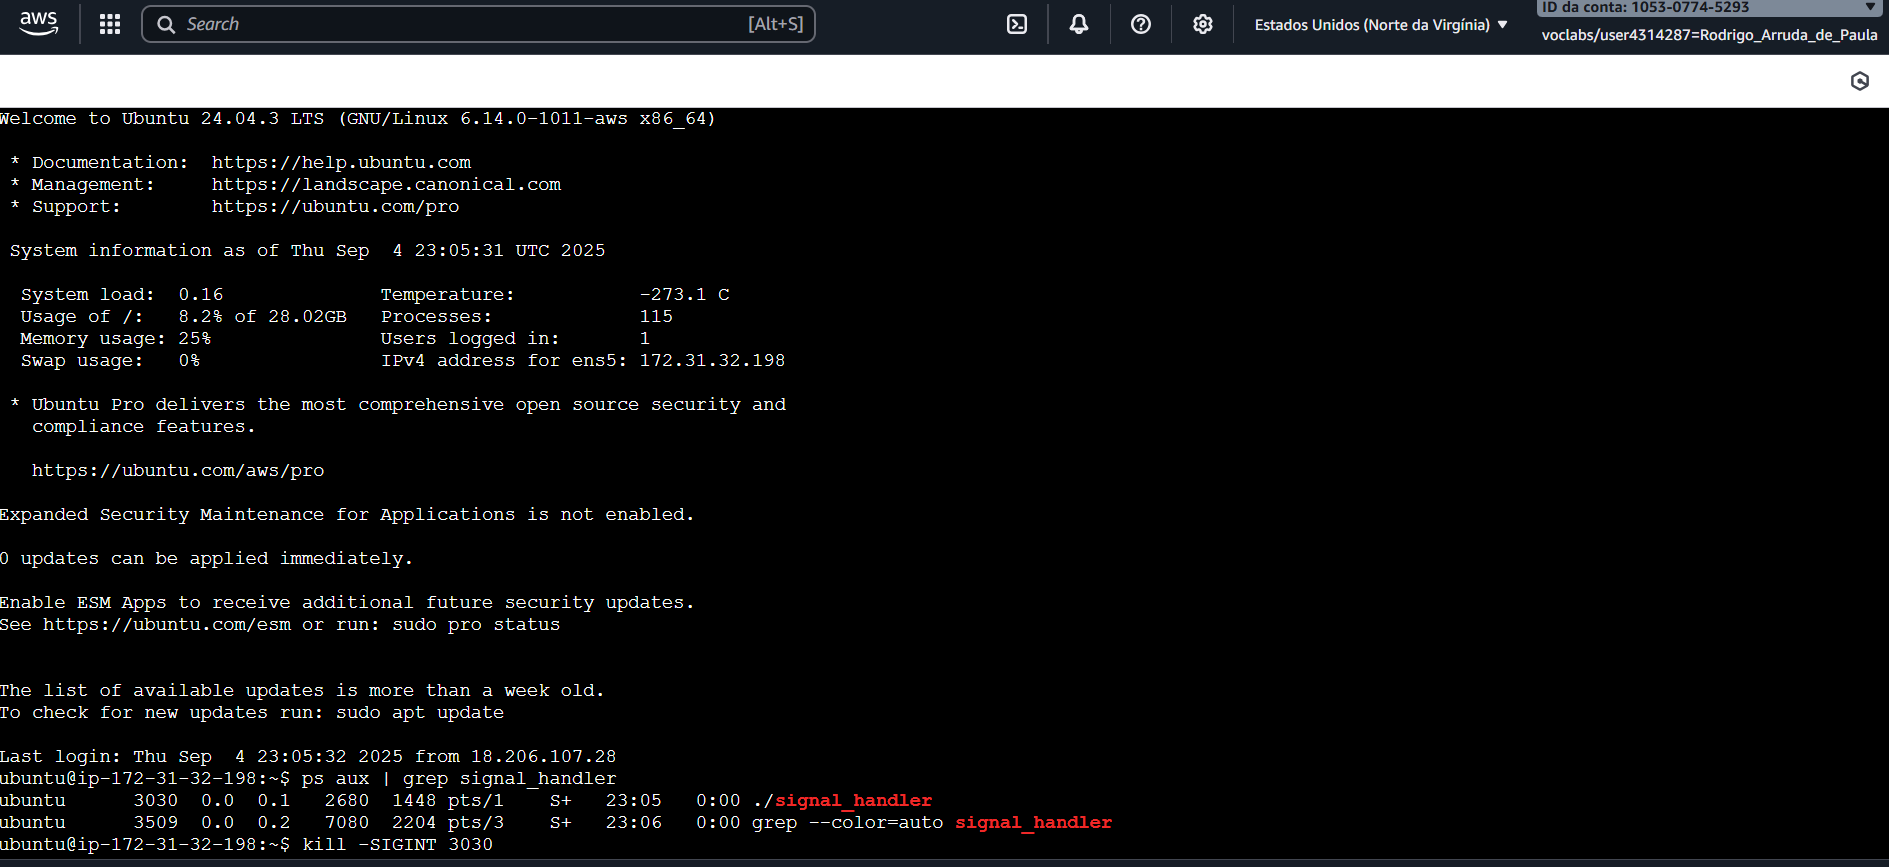 aws
Search [Alt+S]
Estados Unidos (Norte da Virgínia)
ID da conta: 1053-0774-5293
voclabs/user4314287=Rodrigo_Arruda_de_Paula
Welcome to Ubuntu 24.04.3 LTS (GNU/Linux 6.14.0-1011-aws x86_64)
* Documentation: https://help.ubuntu.com
* Management: https://landscape.canonical.com
* Support: https://ubuntu.com/pro
System information as of Thu Sep 4 23:05:31 UTC 2025
System load: 0.16 Temperature: -273.1 C
Usage of /: 8.2% of 28.02GB Processes: 115
Memory usage: 25% Users logged in: 1
Swap usage: 0% IPv4 address for ens5: 172.31.32.198
* Ubuntu Pro delivers the most comprehensive open source security and
compliance features.
https://ubuntu.com/aws/pro
Expanded Security Maintenance for Applications is not enabled.
0 updates can be applied immediately.
Enable ESM Apps to receive additional future security updates.
See https://ubuntu.com/esm or run: sudo pro status
The list of available updates is more than a week old.
To check for new updates run: sudo apt update
Last login: Thu Sep 4 23:05:32 2025 from 18.206.107.28
ubuntu@ip-172-31-32-198:~$ ps aux | grep signal_handler
ubuntu 3030 0.0 0.1 2680 1448 pts/1 S+ 23:05 0:00 ./signal_handler
ubuntu 3509 0.0 0.2 7080 2204 pts/3 S+ 23:06 0:00 grep --color=auto signal_handler
ubuntu@ip-172-31-32-198:~$ kill -SIGINT 3030